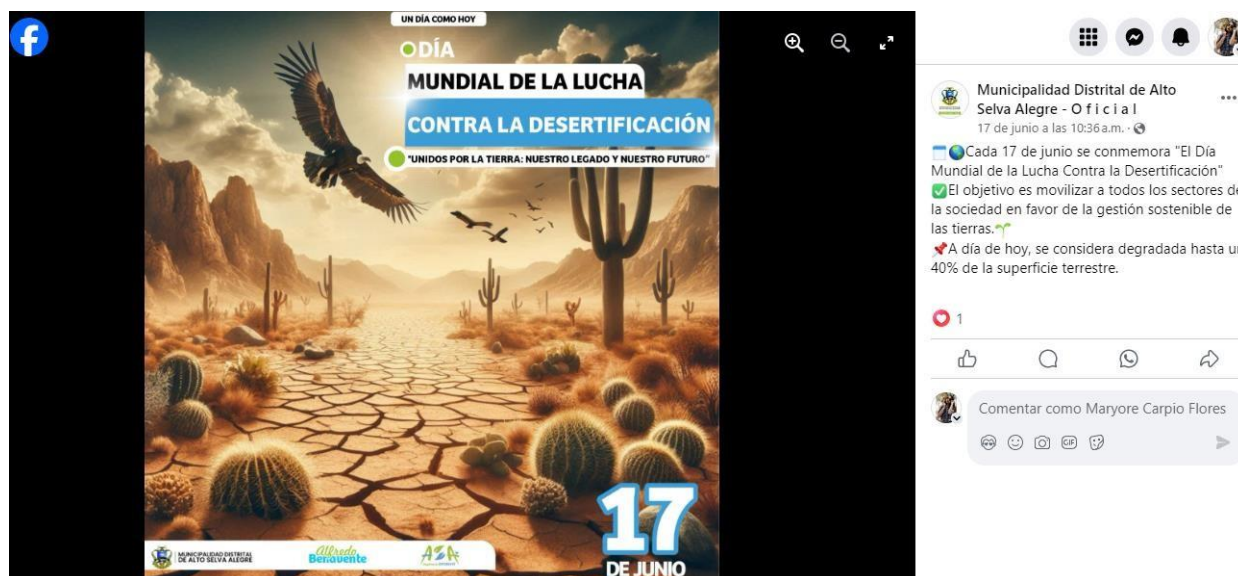 UN DÍA COMO HOY
DÍA
MUNDIAL DE LA LUCHA
CONTRA LA DESERTIFICACIÓN
"UNIDOS POR LA TIERRA: NUESTRO LEGADO Y NUESTRO FUTURO"
17
DE JUNIO
MUNICIPALIDAD DISTRITAL
DE ALTO SELVA ALEGRE
Alfredo
Benavente
ASA
Municipalidad Distrital de Alto
Selva Alegre - O f i c i a l
17 de junio a las 10:36 a.m. ·
Cada 17 de junio se conmemora "El Día
Mundial de la Lucha Contra la Desertificación"
El objetivo es movilizar a todos los sectores de
la sociedad en favor de la gestión sostenible de
las tierras.
A día de hoy, se considera degradada hasta u
40% de la superficie terrestre.
1
Comentar como Maryore Carpio Flores
GIF